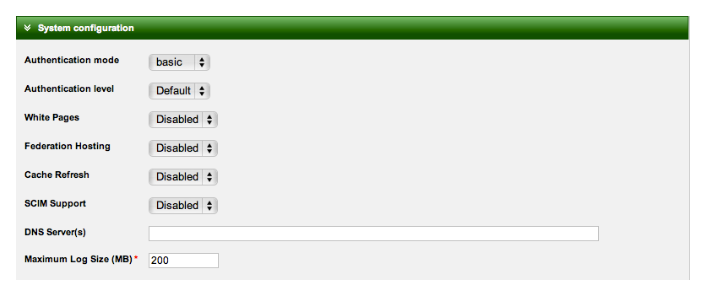 System configuration
Authentication mode basic
Authentication level Default
White Pages Disabled
Federation Hosting Disabled
Cache Refresh Disabled
SCIM Support Disabled
DNS Server(s)
Maximum Log Size (MB)* 200